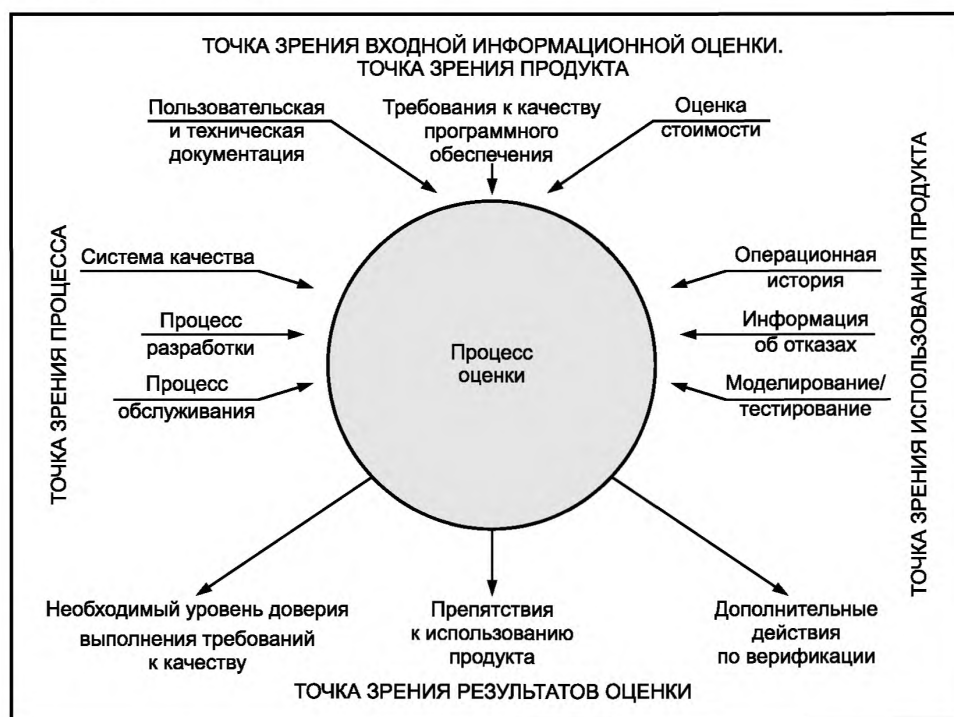 ТОЧКА ЗРЕНИЯ ВХОДНОЙ ИНФОРМАЦИОННОЙ ОЦЕНКИ.
ТОЧКА ЗРЕНИЯ ПРОДУКТА
Пользовательская
и техническая
документация
Требования к качеству
программного
обеспечения
Оценка
стоимости
ТОЧКА ЗРЕНИЯ ПРОЦЕССА
Система качества
Процесс
разработки
Процесс
обслуживания
Процесс
оценки
Операционная
история
Информация
об отказах
Моделирование/
тестирование
ТОЧКА ЗРЕНИЯ ИСПОЛЬЗОВАНИЯ ПРОДУКТА
Необходимый уровень доверия
выполнения требований
к качеству
Препятствия
к использованию
продукта
Дополнительные
действия
по верификации
ТОЧКА ЗРЕНИЯ РЕЗУЛЬТАТОВ ОЦЕНКИ